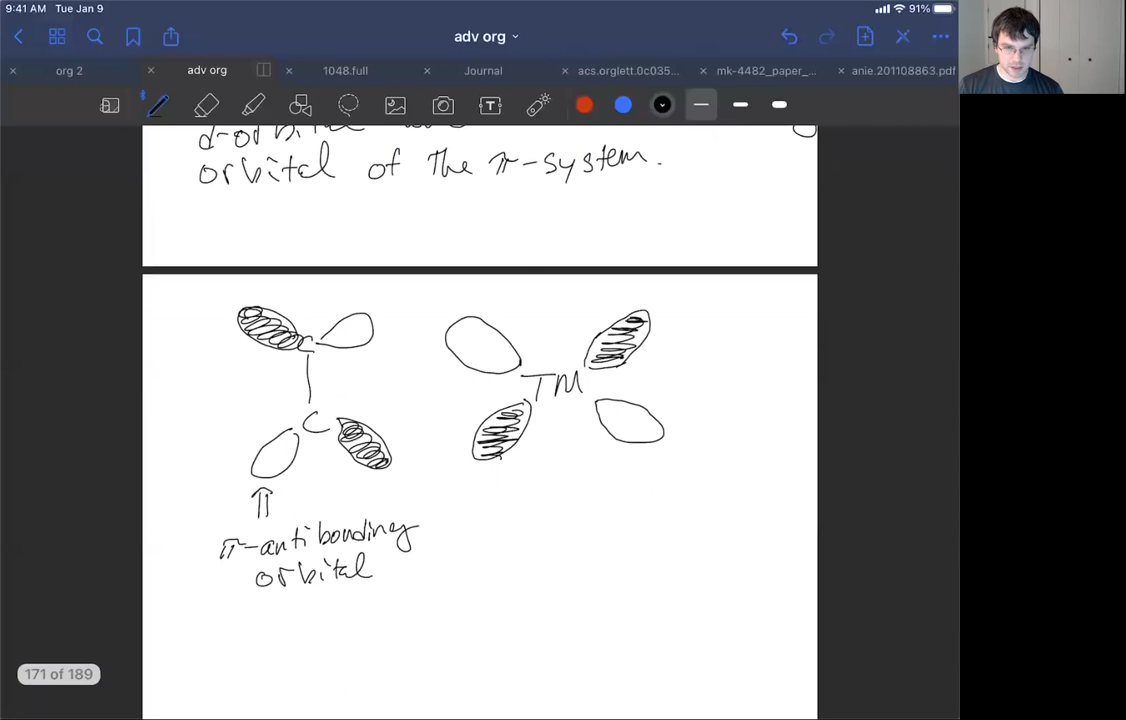 9:41 AM Tue Jan 9
91%
adv org
org 2
adv org
1048.full
Journal
acs.orglett.0c035...
mk-4482_paper_...
anie.201108863.pdf
T
orbital of the π-system.
C
C
TM
π-antibonding
orbital
171 of 189